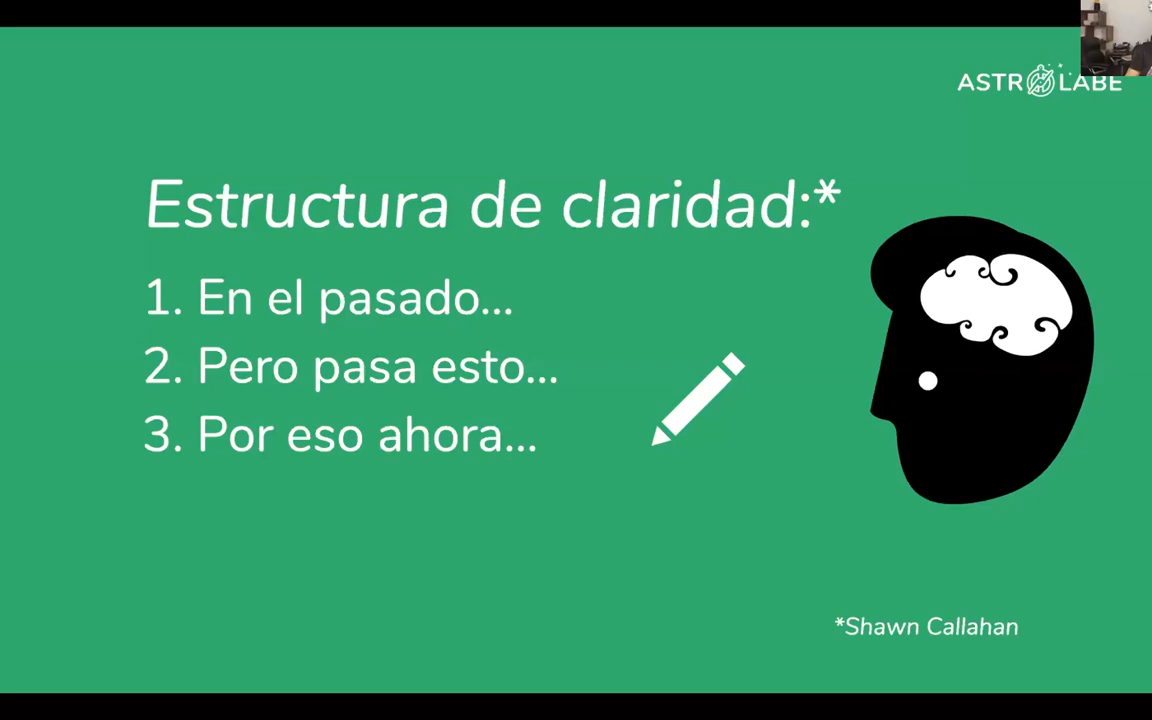 ASTROLABE
Estructura de claridad:*
1. En el pasado...
2. Pero pasa esto...
3. Por eso ahora...
*Shawn Callahan